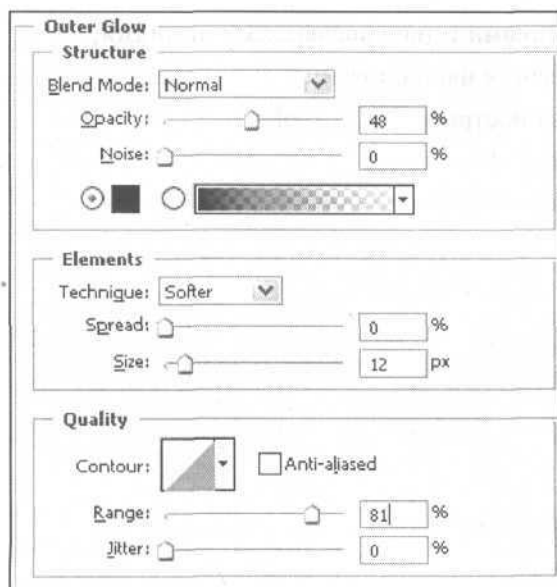 Outer Glow
Structure
Blend Mode: Normal
Opacity: 48 %
Noise: 0 %
Elements
Technique: Softer
Spread: 0 %
Size: 12 px
Quality
Contour: Anti-aliased
Range: 81 %
Jitter: 0 %